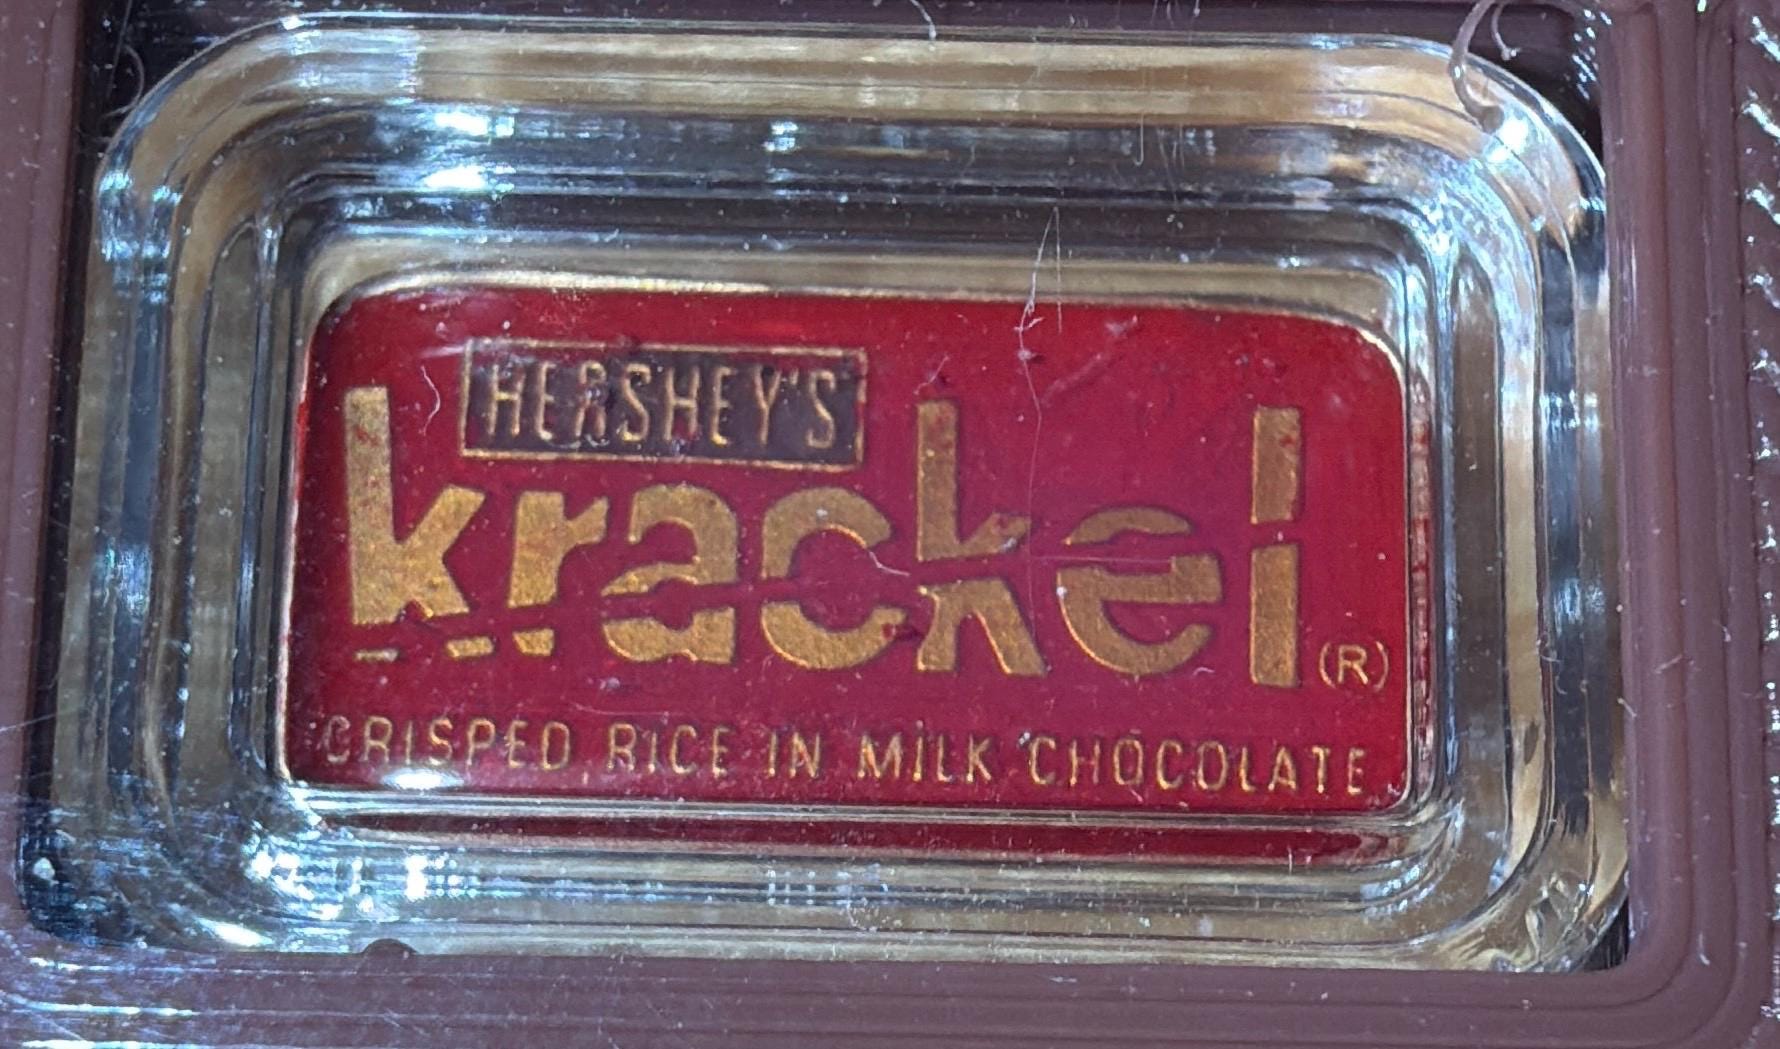 HERSHEY'S
krackel
(R)
CRISPED RICE IN MILK CHOCOLATE